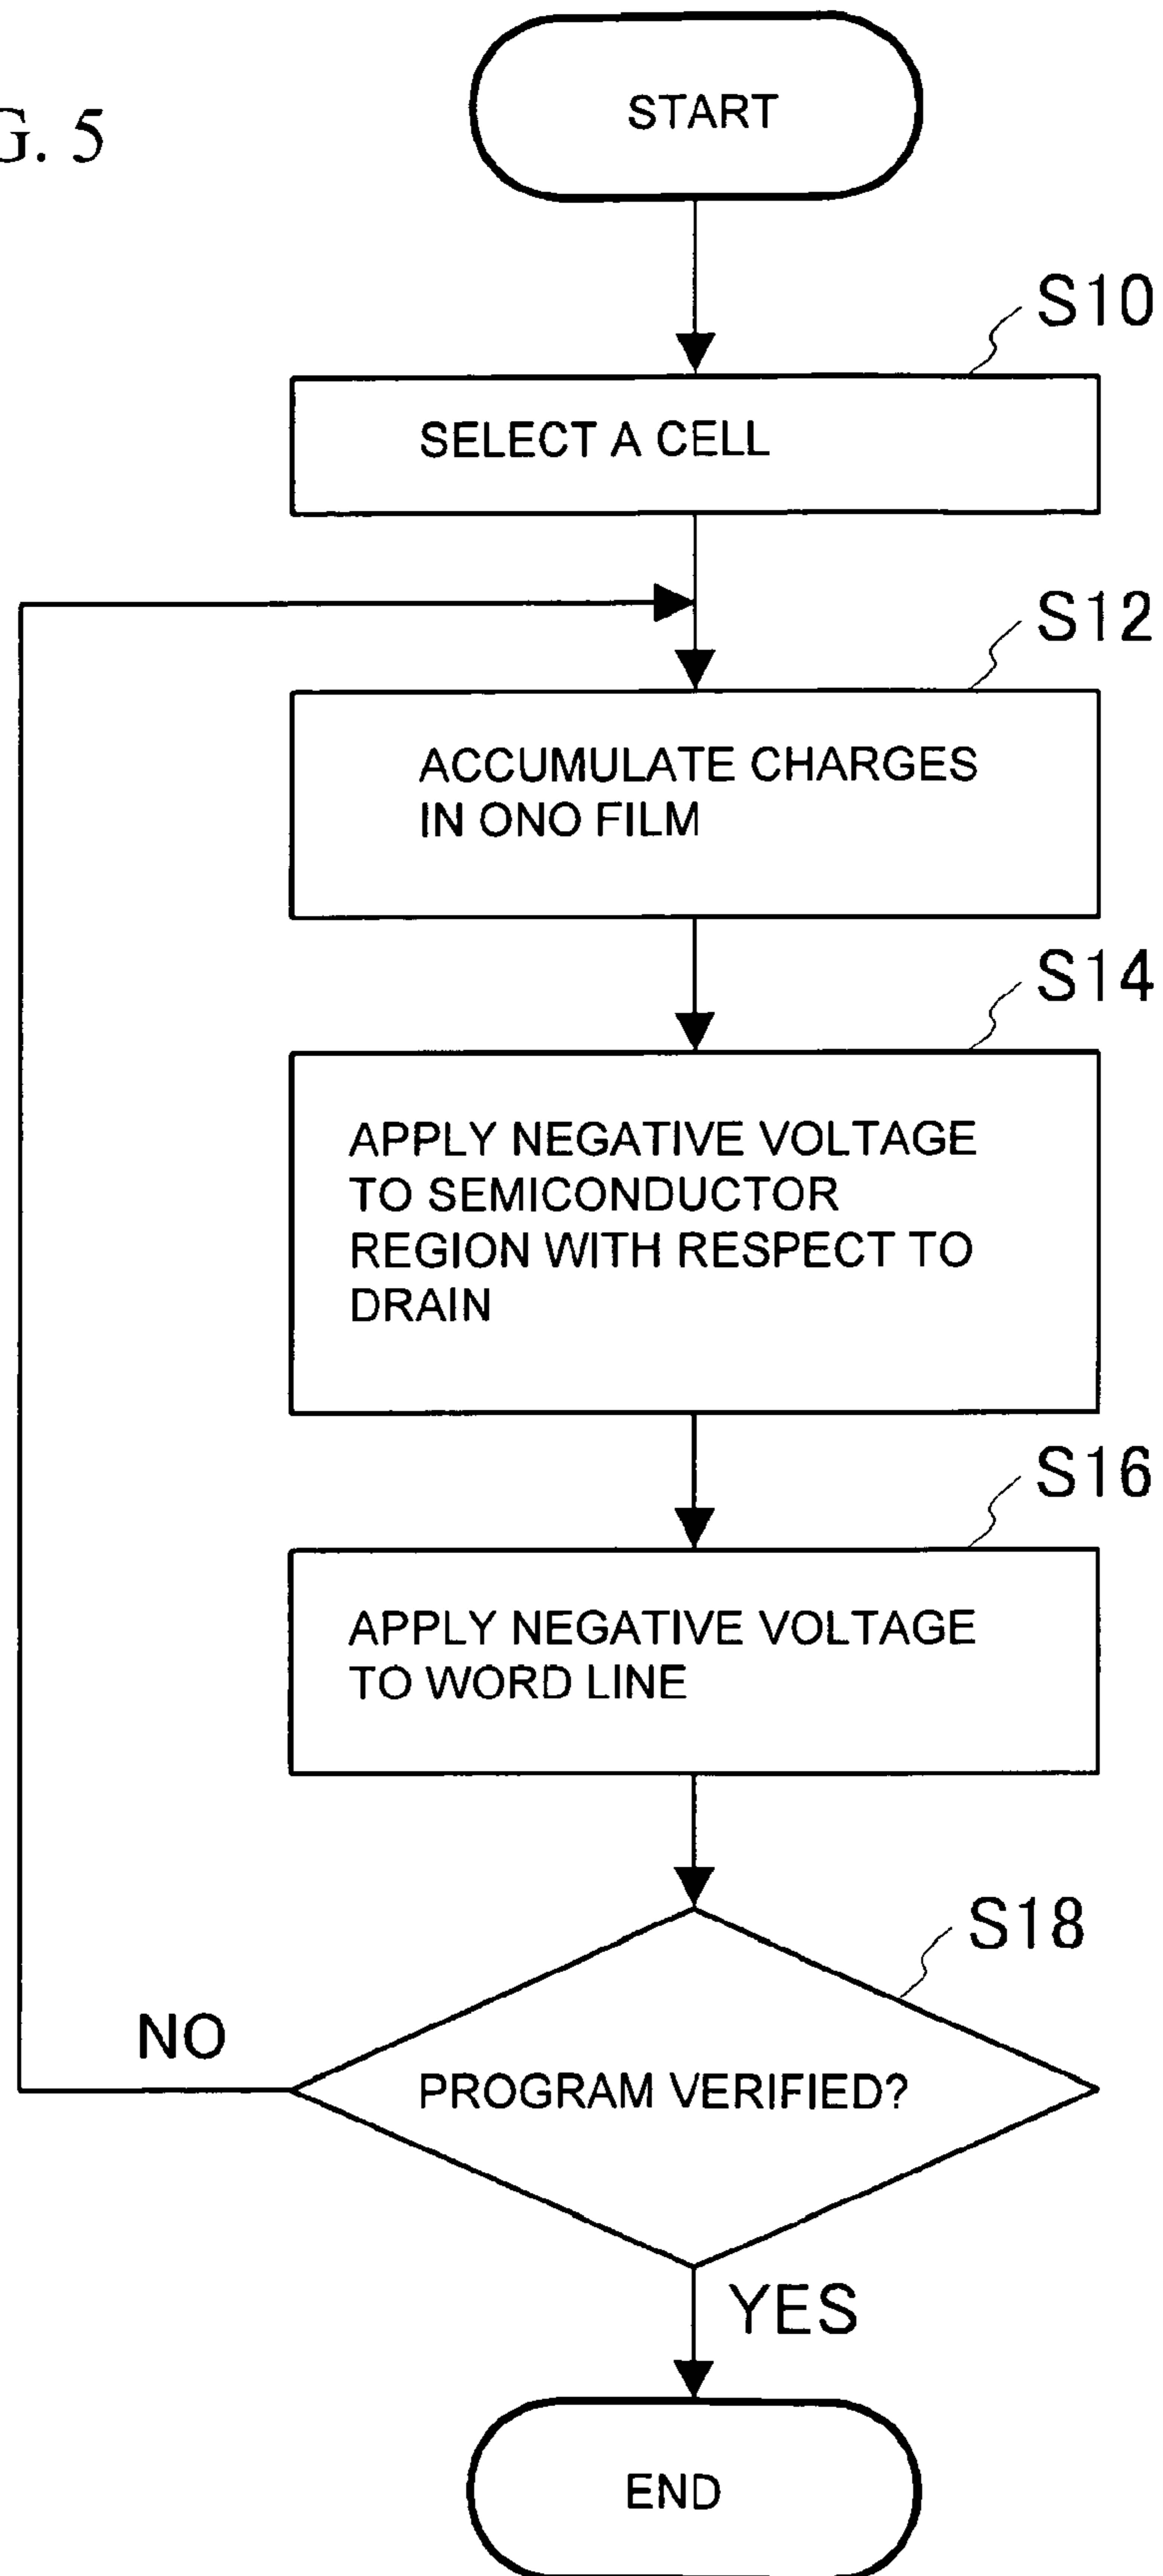 G. 5
START
S10
SELECT A CELL
S12
ACCUMULATE CHARGES
IN ONO FILM
S14
APPLY NEGATIVE VOLTAGE
TO SEMICONDUCTOR
REGION WITH RESPECT TO
DRAIN
S16
APPLY NEGATIVE VOLTAGE
TO WORD LINE
S18
NO
PROGRAM VERIFIED?
YES
END